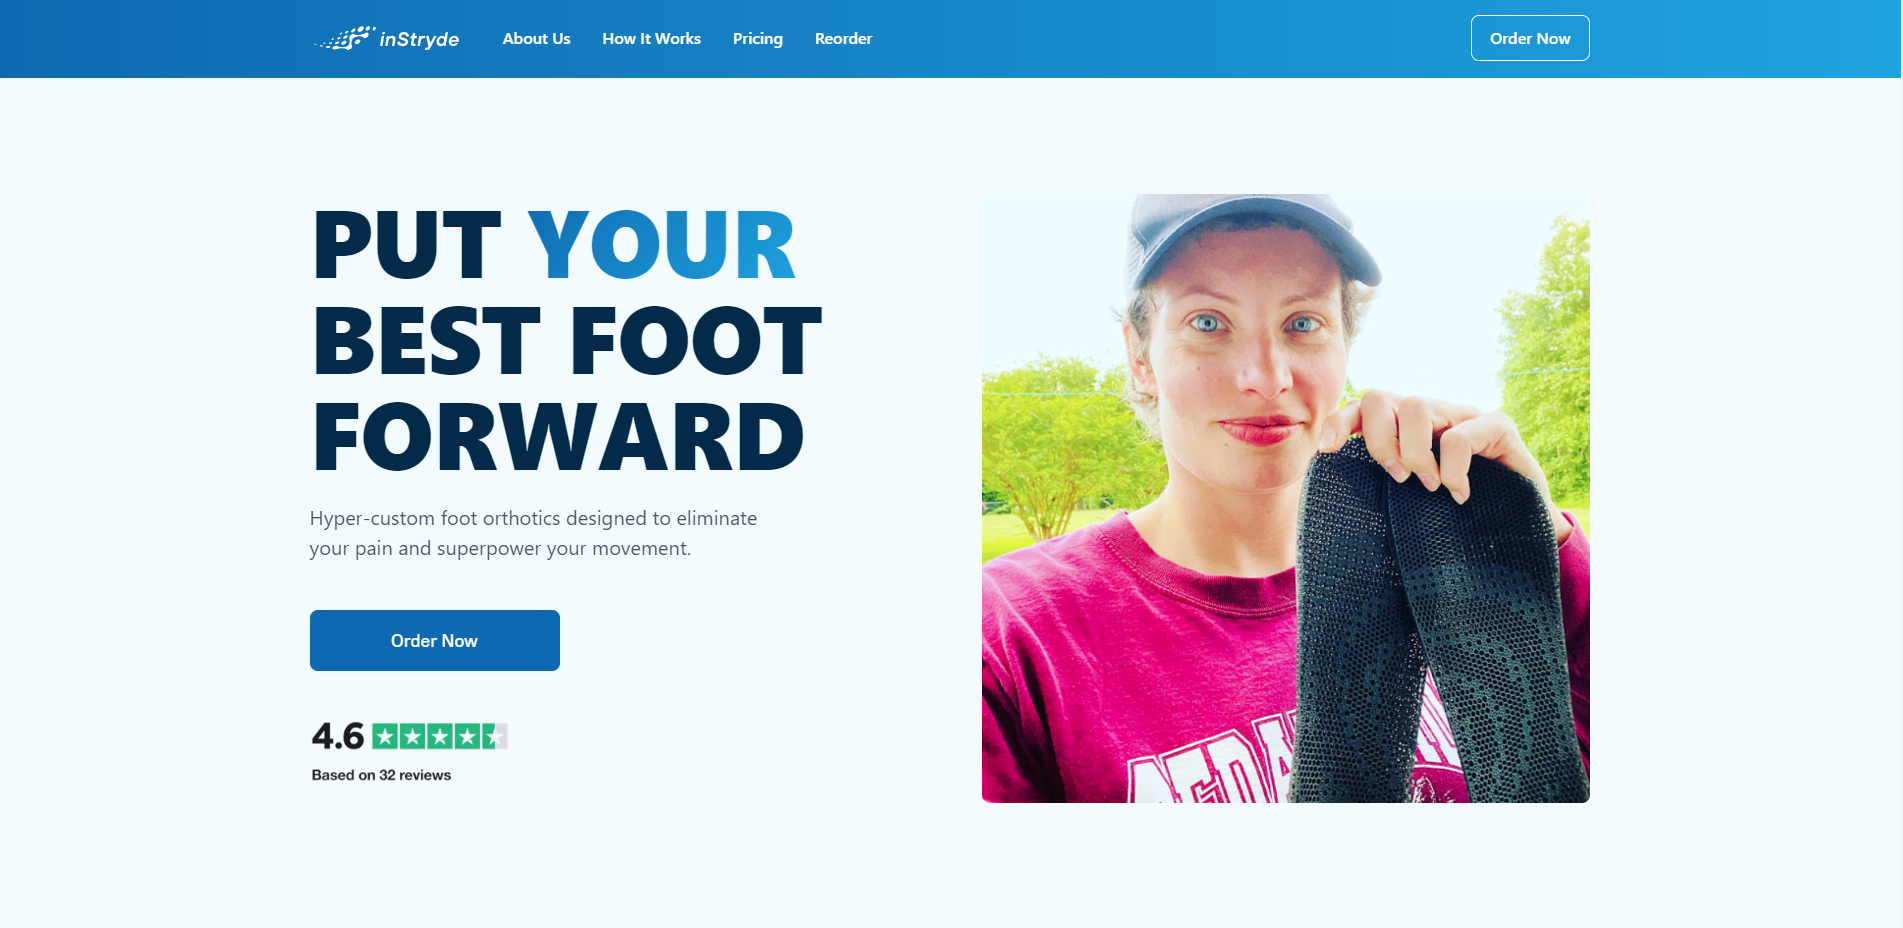 inStryde
About Us
How It Works
Pricing
Reorder
Order Now
PUT YOUR
BEST FOOT
FORWARD
Hyper-custom foot orthotics designed to eliminate
your pain and superpower your movement.
Order Now
4.6
Based on 32 reviews